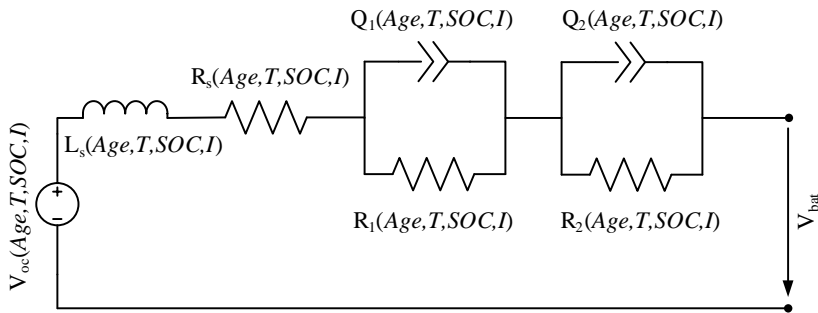 Q₁(Age,T,SOC,I)
Q₂(Age,T,SOC,I)
Rₛ(Age,T,SOC,I)
Lₛ(Age,T,SOC,I)
Vₒc(Age,T,SOC,I)
+
−
R₁(Age,T,SOC,I)
R₂(Age,T,SOC,I)
V_bat